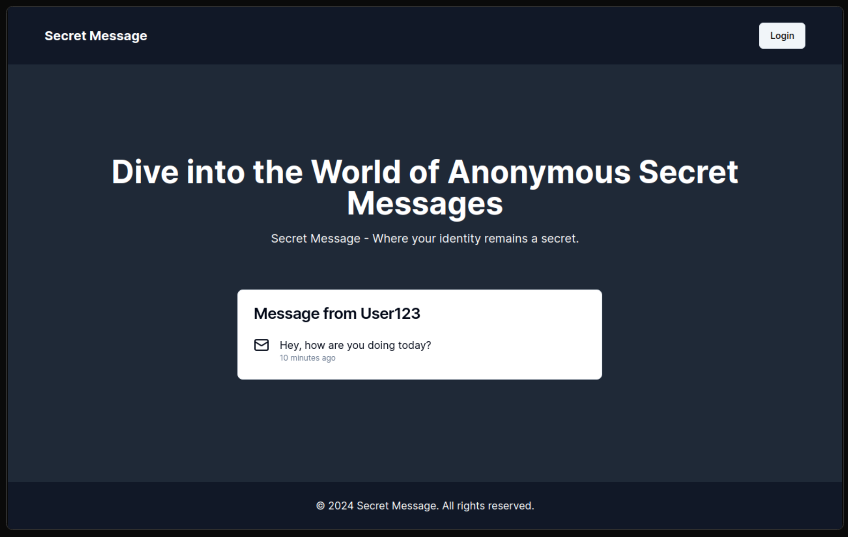 Secret Message
Login
Dive into the World of Anonymous Secret
Messages
Secret Message - Where your identity remains a secret.
Message from User123
Hey, how are you doing today?
10 minutes ago
© 2024 Secret Message. All rights reserved.